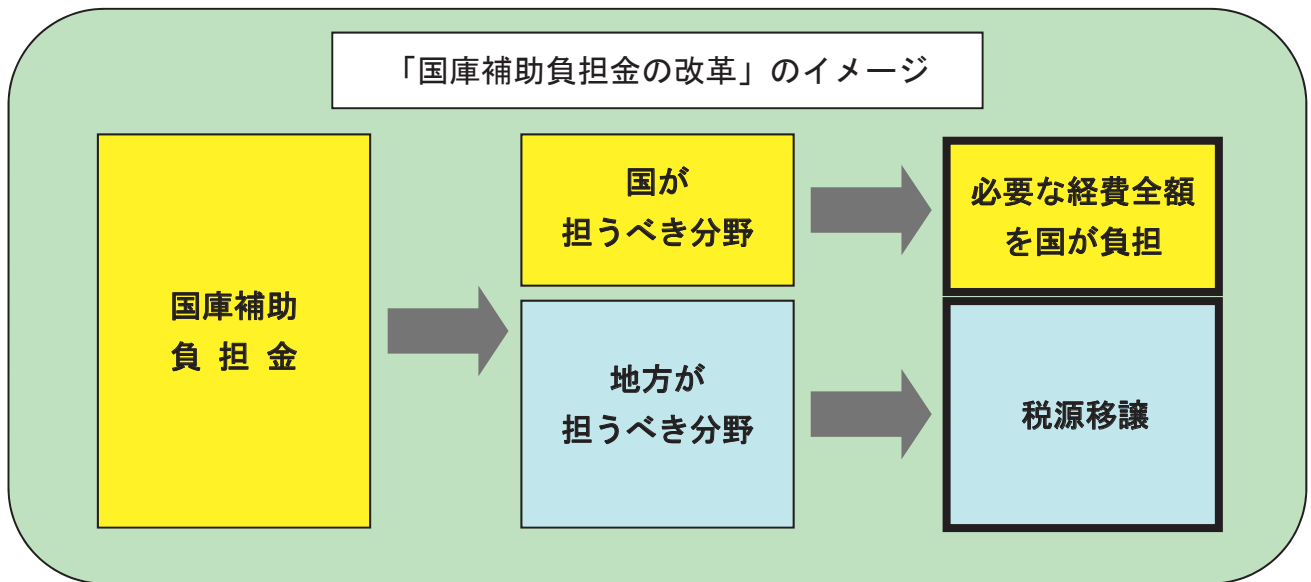 「国庫補助負担金の改革」のイメージ
国庫補助
負 担 金
国が
担うべき分野
地方が
担うべき分野
必要な経費全額
を国が負担
税源移譲